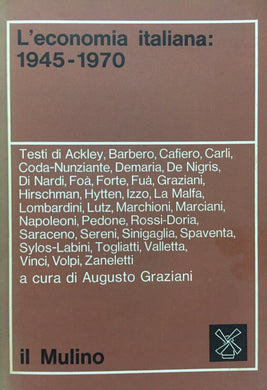 L'economia italiana:
1945-1970
Testi di Ackley, Barbero, Cafiero, Carli,
Coda-Nunziante, Demaria, De Nigris,
Di Nardi, Foà, Forte, Fuà, Graziani,
Hirschman, Hytten, Izzo, La Malfa,
Lombardini, Lutz, Marchioni, Marciani,
Napoleoni, Pedone, Rossi-Doria,
Saraceno, Sereni, Sinigaglia, Spaventa,
Sylos-Labini, Togliatti, Valletta,
Vinci, Volpi, Zaneletti
a cura di Augusto Graziani
il Mulino